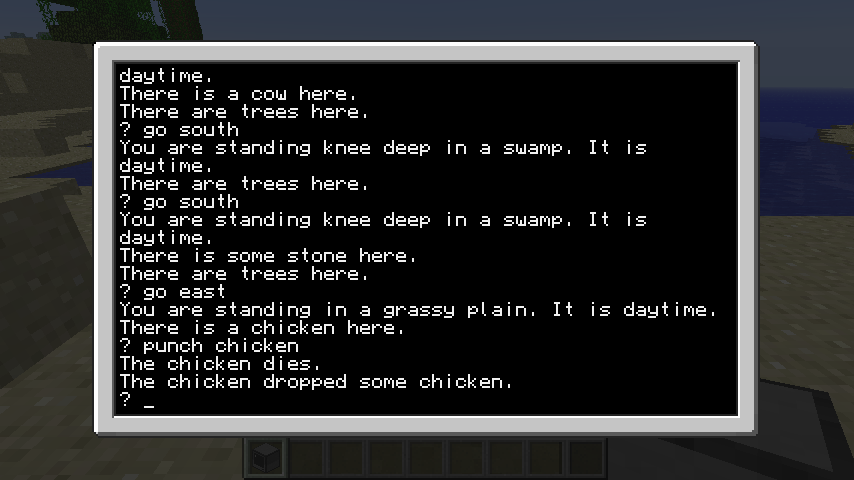 daytime.
There is a cow here.
There are trees here.
? go south
You are standing knee deep in a swamp. It is
daytime.
There are trees here.
? go south
You are standing knee deep in a swamp. It is
daytime.
There is some stone here.
There are trees here.
? go east
You are standing in a grassy plain. It is daytime.
There is a chicken here.
? punch chicken
The chicken dies.
The chicken dropped some chicken.
? _